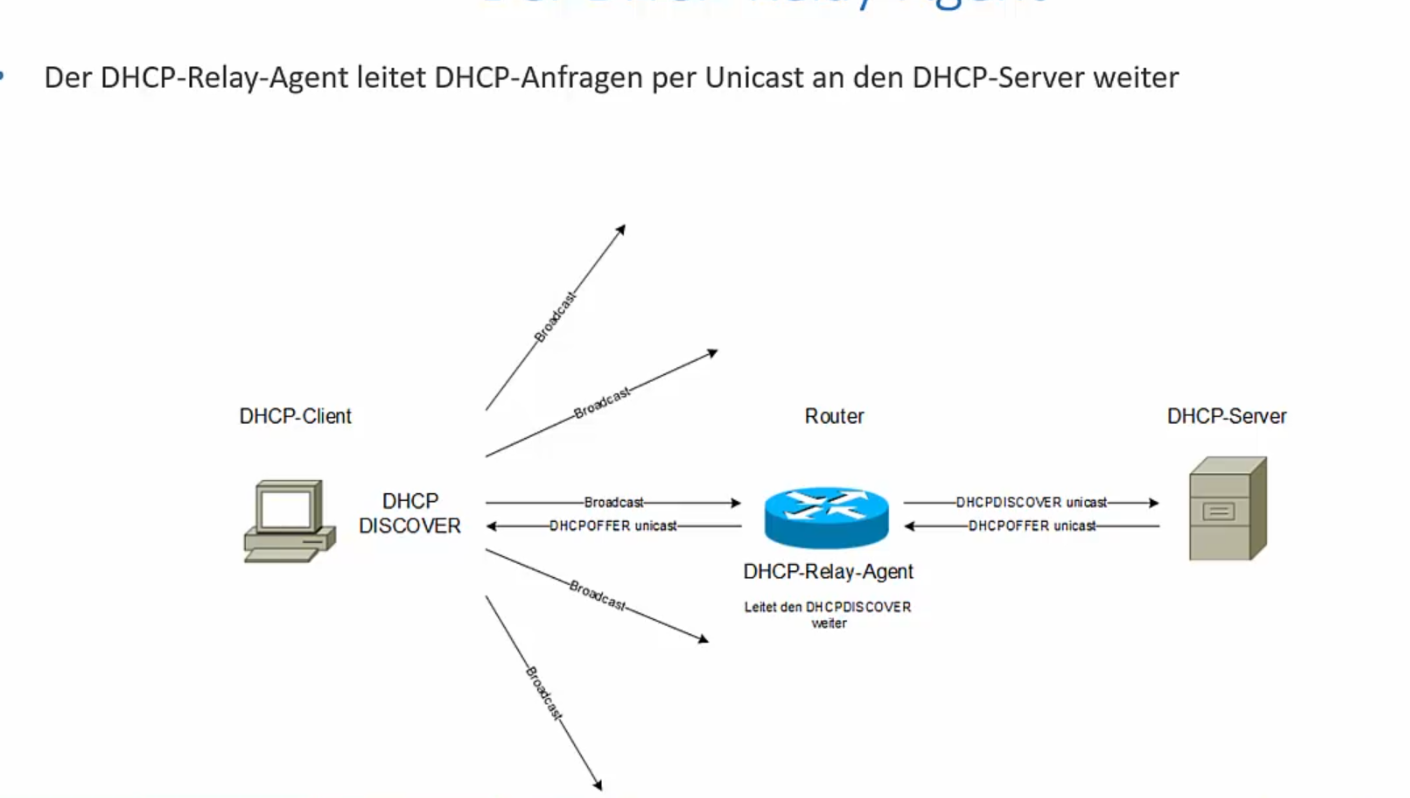 Relay-Agent
• Der DHCP-Relay-Agent leitet DHCP-Anfragen per Unicast an den DHCP-Server weiter
Broadcast
Broadcast
DHCP-Client
Router
DHCP-Server
DHCP
DISCOVER
Broadcast
DHCPDISCOVER unicast
DHCPOFFER unicast
DHCPOFFER unicast
DHCP-Relay-Agent
Broadcast
Leitet den DHCPDISCOVER
weiter
Broadcast